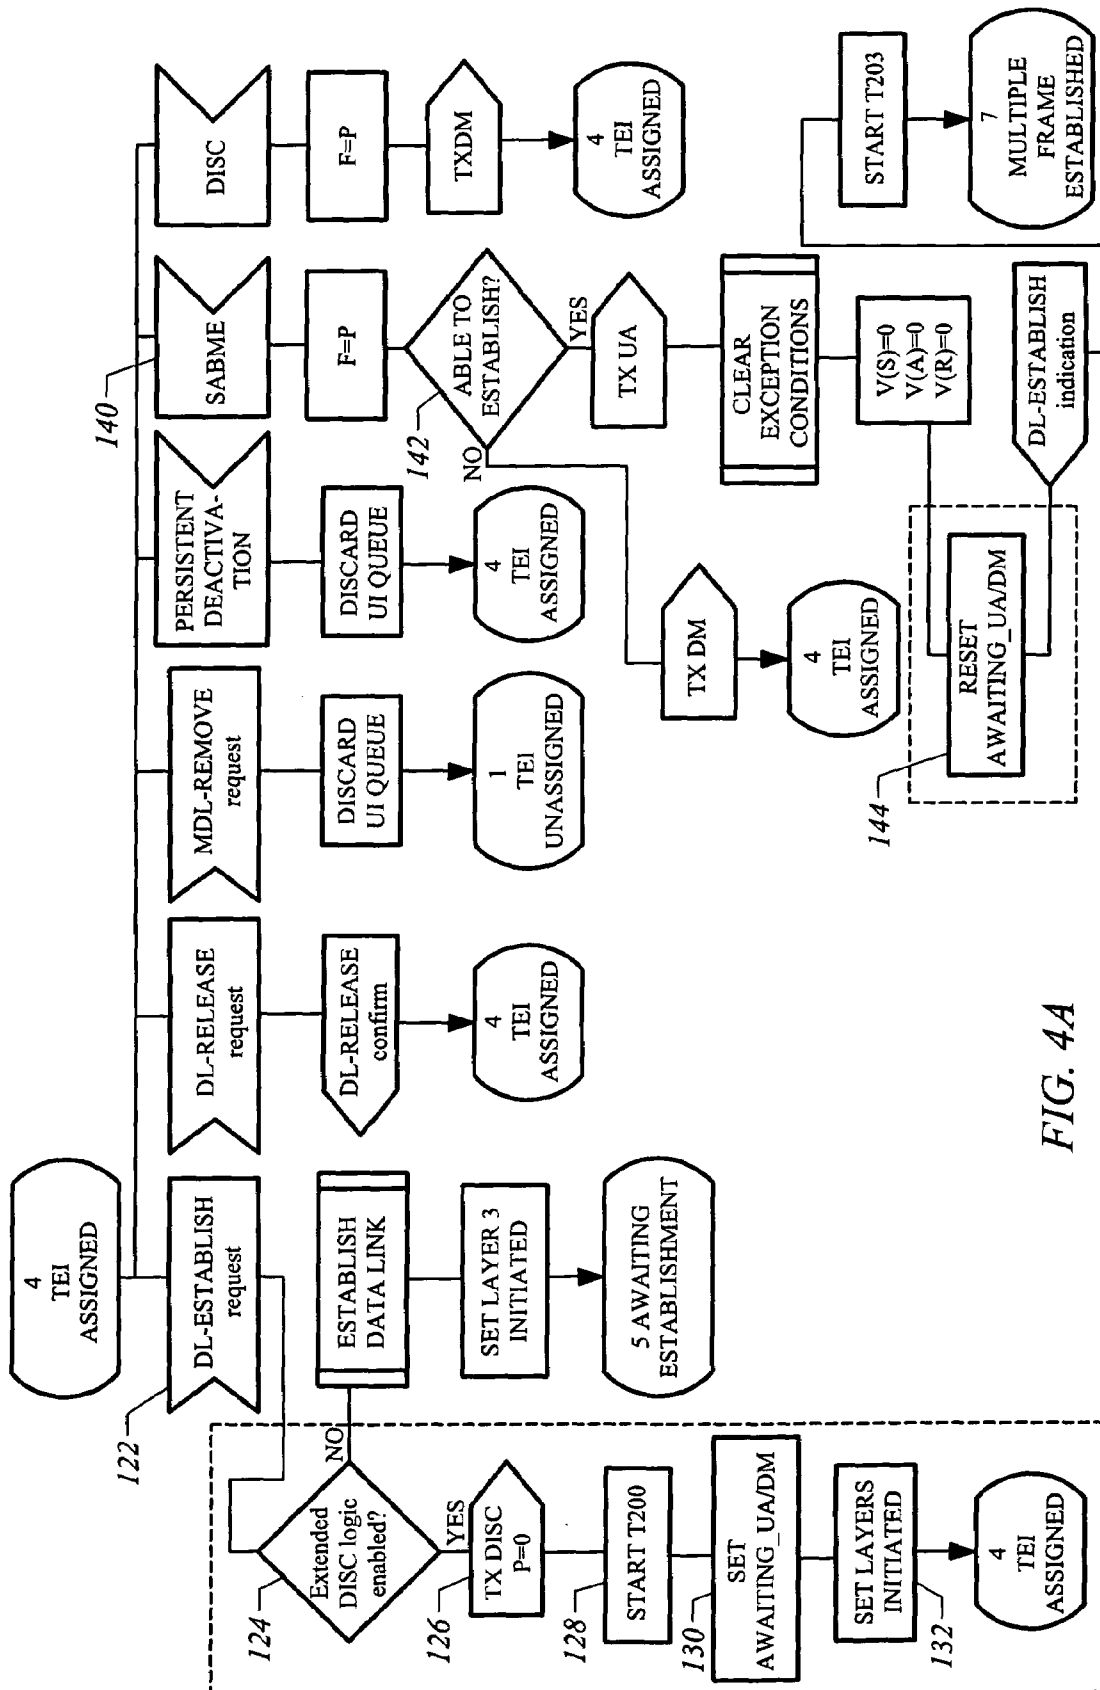 4
TEI
ASSIGNED
122
DL-ESTABLISH
request
DL-RELEASE
request
MDL-REMOVE
request
PERSISTENT
DEACTIVA-
TION
140
SABME
DISC
124
Extended
DISC logic
enabled?
NO
YES
ESTABLISH
DATA LINK
SET LAYER 3
INITIATED
5 AWAITING
ESTABLISHMENT
126
TX DISC
P=0
128
START T200
130
SET
AWAITING_UA/DM
SET LAYERS
INITIATED
132
4
TEI
ASSIGNED
DL-RELEASE
confirm
4
TEI
ASSIGNED
DISCARD
UI QUEUE
1
TEI
UNASSIGNED
DISCARD
UI QUEUE
4
TEI
ASSIGNED
F=P
142
ABLE TO
ESTABLISH?
NO
YES
TX DM
4
TEI
ASSIGNED
TX UA
CLEAR
EXCEPTION
CONDITIONS
V(S)=0
V(A)=0
V(R)=0
144
RESET
AWAITING_UA/DM
DL-ESTABLISH
indication
F=P
TXDM
4
TEI
ASSIGNED
START T203
7
MULTIPLE
FRAME
ESTABLISHED
FIG. 4A